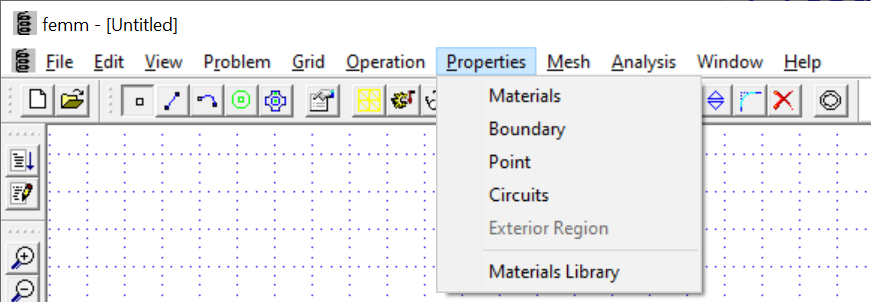 femm - [Untitled]
File Edit View Problem Grid Operation Properties Mesh Analysis Window Help
Materials
Boundary
Point
Circuits
Exterior Region
Materials Library